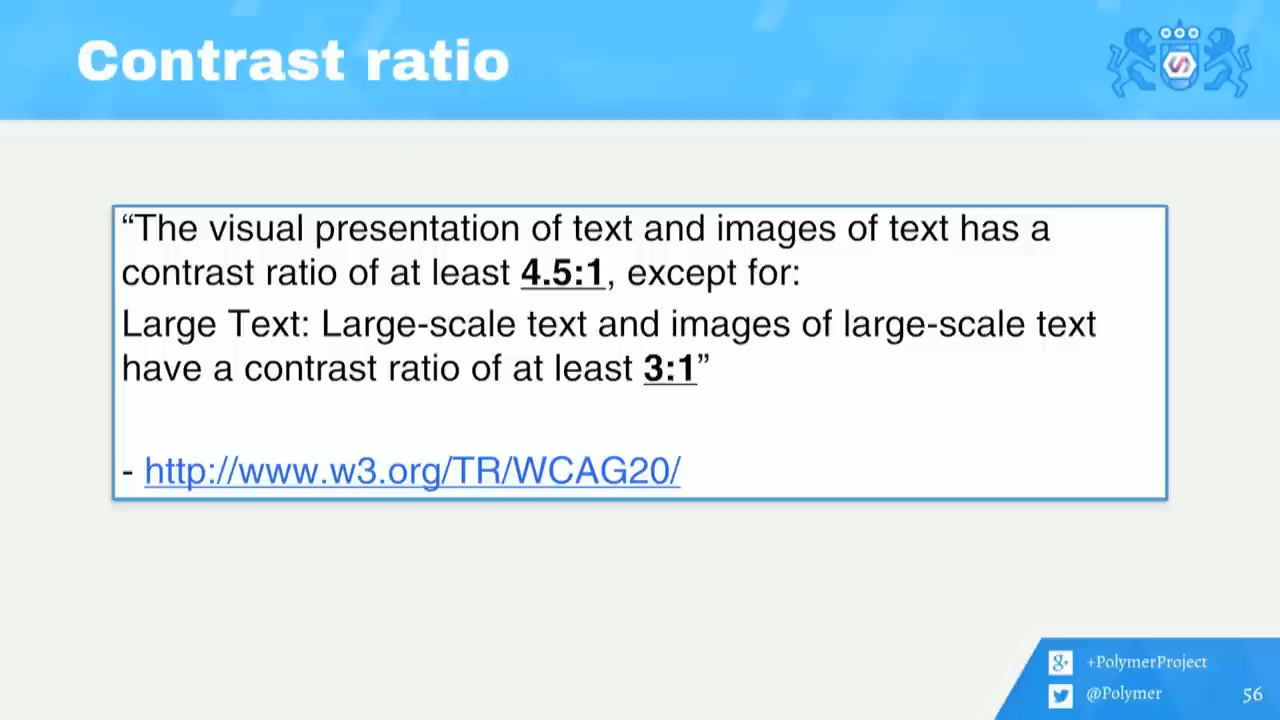 Contrast ratio
“The visual presentation of text and images of text has a
contrast ratio of at least 4.5:1, except for:
Large Text: Large-scale text and images of large-scale text
have a contrast ratio of at least 3:1”
- http://www.w3.org/TR/WCAG20/
+PolymerProject
@Polymer
56